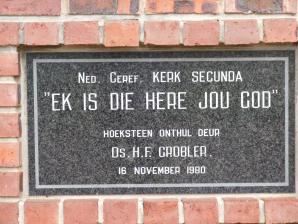 NED. GEREF. KERK SECUNDA
"EK IS DIE HERE JOU GOD"
HOEKSTEEN ONTHUL DEUR
DS. H.F. GROBLER.
16 NOVEMBER 1980